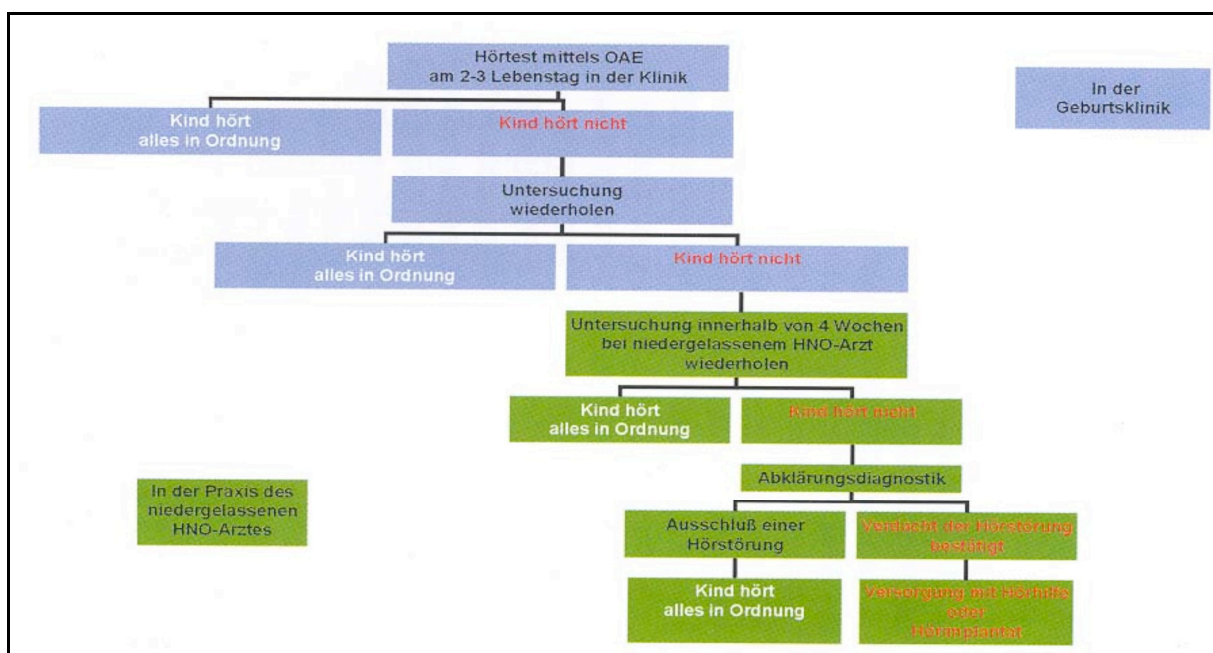 Hörtest mittels OAE
am 2-3 Lebenstag in der Klinik
In der
Geburtsklinik
Kind hört
alles in Ordnung
Kind hört nicht
Untersuchung
wiederholen
Kind hört
alles in Ordnung
Kind hört nicht
Untersuchung innerhalb von 4 Wochen
bei niedergelassenem HNO-Arzt
wiederholen
Kind hört
alles in Ordnung
Kind hört nicht
Abklärungsdiagnostik
In der Praxis des
niedergelassenen
HNO-Arztes
Ausschluß einer
Hörstörung
Verdacht der Hörstörung
bestätigt
Kind hört
alles in Ordnung
Versorgung mit Hörhilfe
oder
Hörimplantat